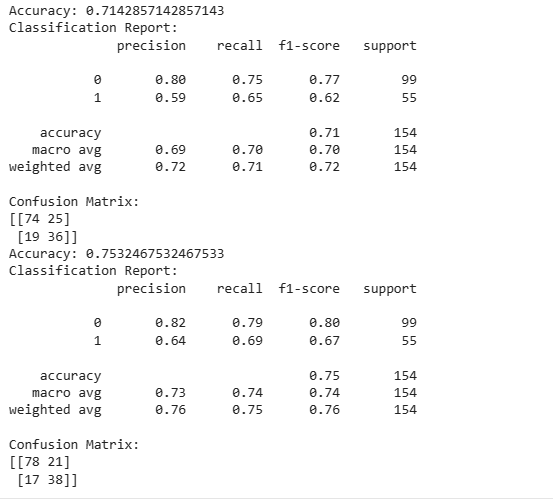 Accuracy: 0.7142857142857143
Classification Report:
              precision    recall  f1-score   support

           0       0.80      0.75      0.77        99
           1       0.59      0.65      0.62        55

    accuracy                           0.71       154
   macro avg       0.69      0.70      0.70       154
weighted avg       0.72      0.71      0.72       154

Confusion Matrix:
[[74 25]
 [19 36]]
Accuracy: 0.7532467532467533
Classification Report:
              precision    recall  f1-score   support

           0       0.82      0.79      0.80        99
           1       0.64      0.69      0.67        55

    accuracy                           0.75       154
   macro avg       0.73      0.74      0.74       154
weighted avg       0.76      0.75      0.76       154

Confusion Matrix:
[[78 21]
 [17 38]]